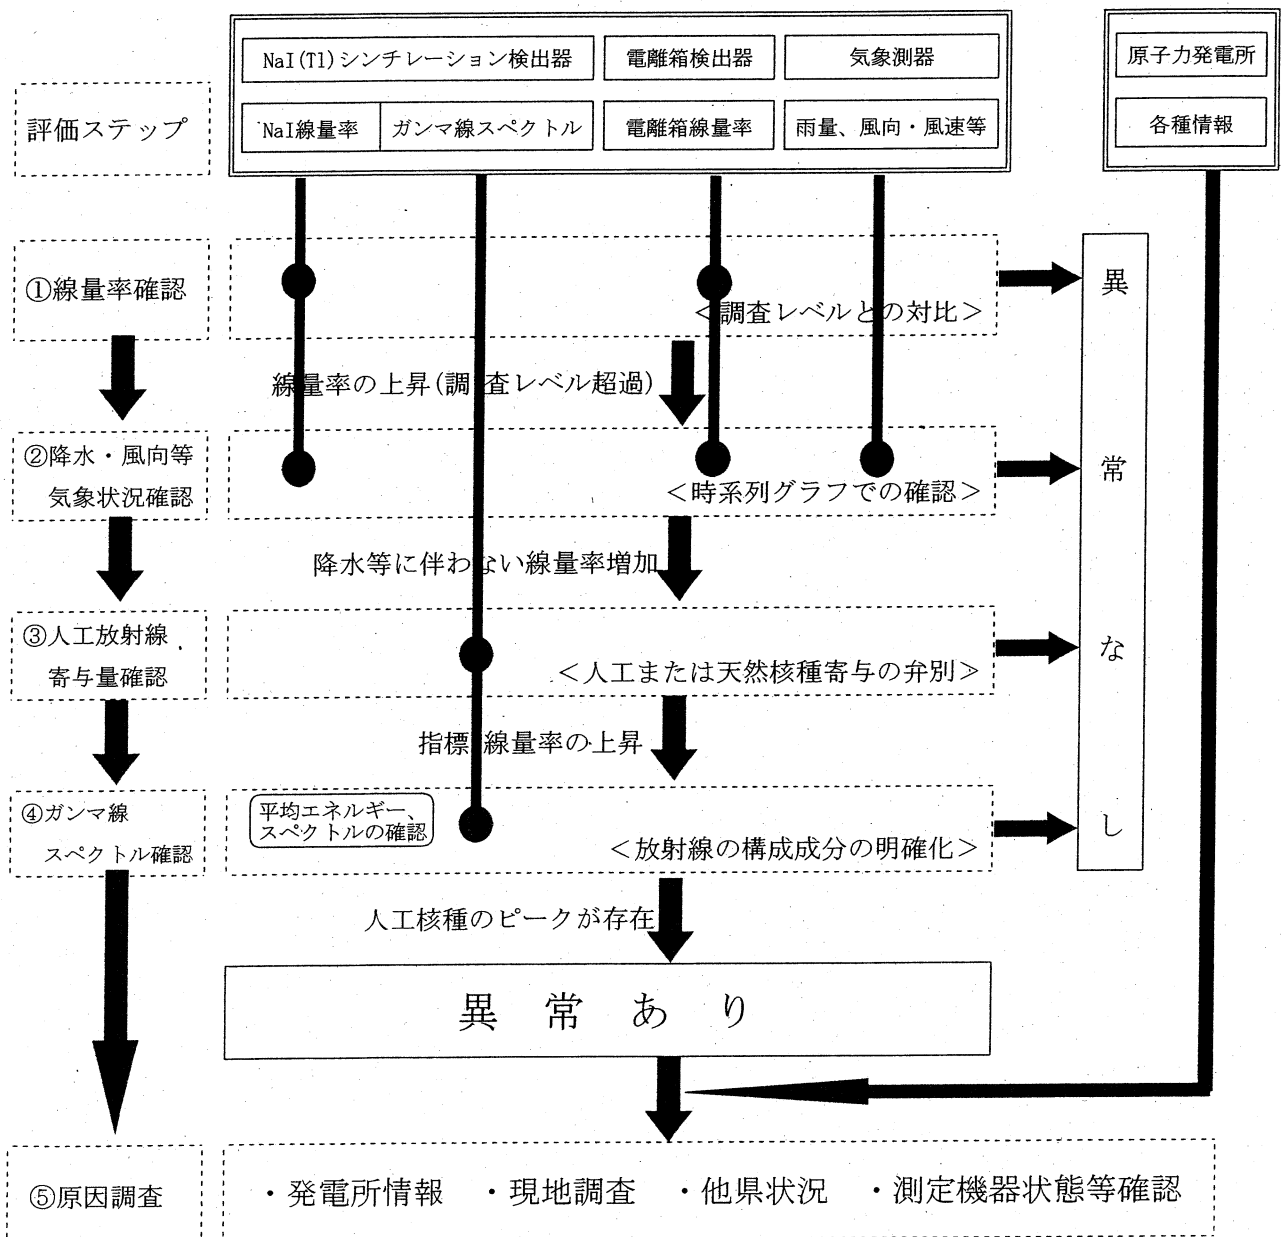 NaI(Tl)シンチレーション検出器
電離箱検出器
気象測器
原子力発電所
評価ステップ
NaI線量率
ガンマ線スペクトル
電離箱線量率
雨量、風向・風速等
各種情報
①線量率確認
<調査レベルとの対比>
線量率の上昇(調査レベル超過)
②降水・風向等
気象状況確認
<時系列グラフでの確認>
降水等に伴わない線量率増加
③人工放射線
寄与量確認
<人工または天然核種寄与の弁別>
指標線量率の上昇
④ガンマ線
スペクトル確認
平均エネルギー、
スペクトルの確認
<放射線の構成成分の明確化>
異常なし
人工核種のピークが存在
異常あり
⑤原因調査
・発電所情報 ・現地調査 ・他県状況 ・測定機器状態等確認